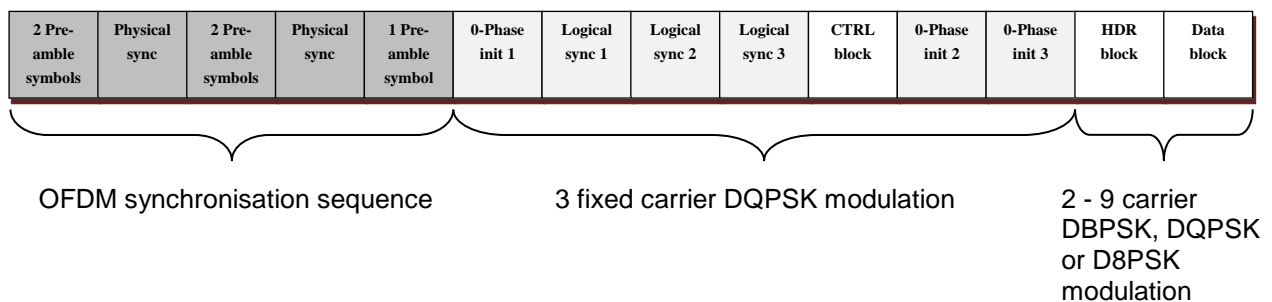 2 Pre-
amble
symbols
Physical
sync
2 Pre-
amble
symbols
Physical
sync
1 Pre-
amble
symbol
0-Phase
init 1
Logical
sync 1
Logical
sync 2
Logical
sync 3
CTRL
block
0-Phase
init 2
0-Phase
init 3
HDR
block
Data
block
OFDM synchronisation sequence
3 fixed carrier DQPSK modulation
2 - 9 carrier
DBPSK, DQPSK
or D8PSK
modulation